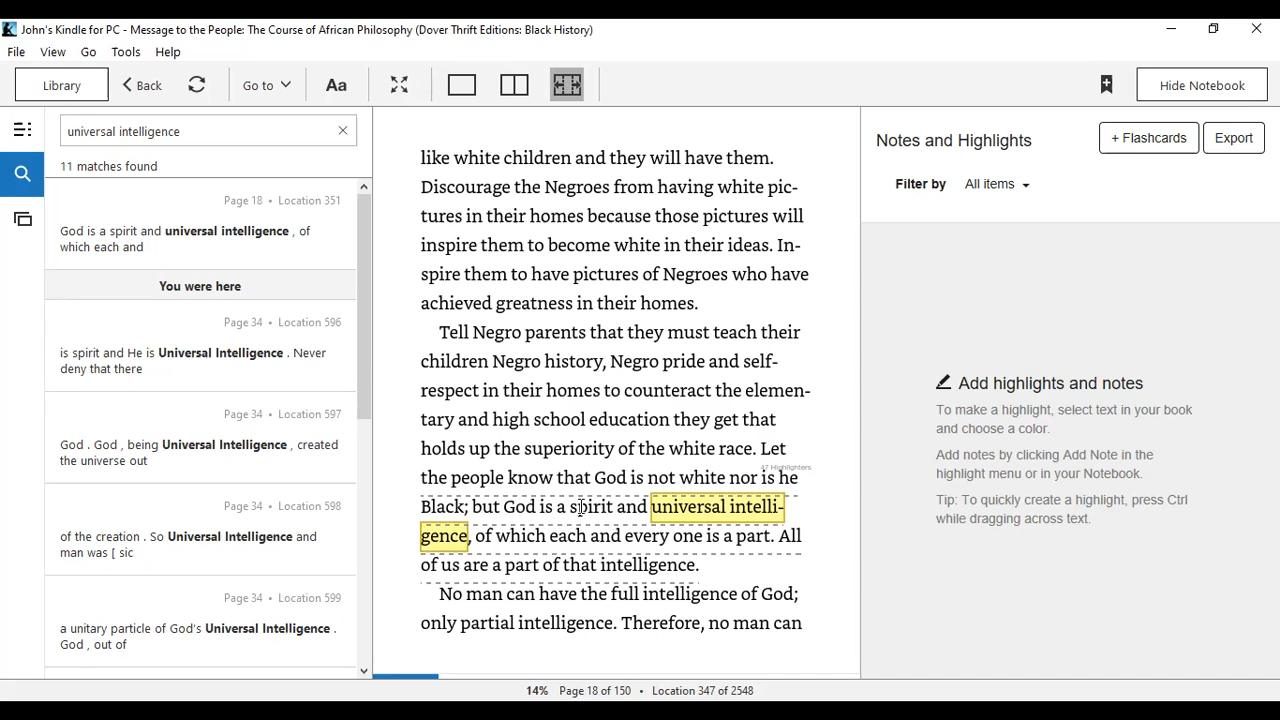 John's Kindle for PC - Message to the People: The Course of African Philosophy (Dover Thrift Editions: Black History)
File View Go Tools Help
Library Back Go to Aa Hide Notebook
universal intelligence
11 matches found
Page 18 • Location 351
God is a spirit and universal intelligence , of
which each and
You were here
Page 34 • Location 596
is spirit and He is Universal Intelligence . Never
deny that there
Page 34 • Location 597
God . God , being Universal Intelligence , created
the universe out
Page 34 • Location 598
of the creation . So Universal Intelligence and
man was [ sic
Page 34 • Location 599
a unitary particle of God's Universal Intelligence .
God , out of
like white children and they will have them.
Discourage the Negroes from having white pic-
tures in their homes because those pictures will
inspire them to become white in their ideas. In-
spire them to have pictures of Negroes who have
achieved greatness in their homes.
Tell Negro parents that they must teach their
children Negro history, Negro pride and self-
respect in their homes to counteract the elemen-
tary and high school education they get that
holds up the superiority of the white race. Let
47 Highlighters
the people know that God is not white nor is he
Black; but God is a spirit and universal intelli-
gence, of which each and every one is a part. All
of us are a part of that intelligence.
No man can have the full intelligence of God;
only partial intelligence. Therefore, no man can
Notes and Highlights + Flashcards Export
Filter by All items
Add highlights and notes
To make a highlight, select text in your book
and choose a color.
Add notes by clicking Add Note in the
highlight menu or in your Notebook.
Tip: To quickly create a highlight, press Ctrl
while dragging across text.
14% Page 18 of 150 • Location 347 of 2548